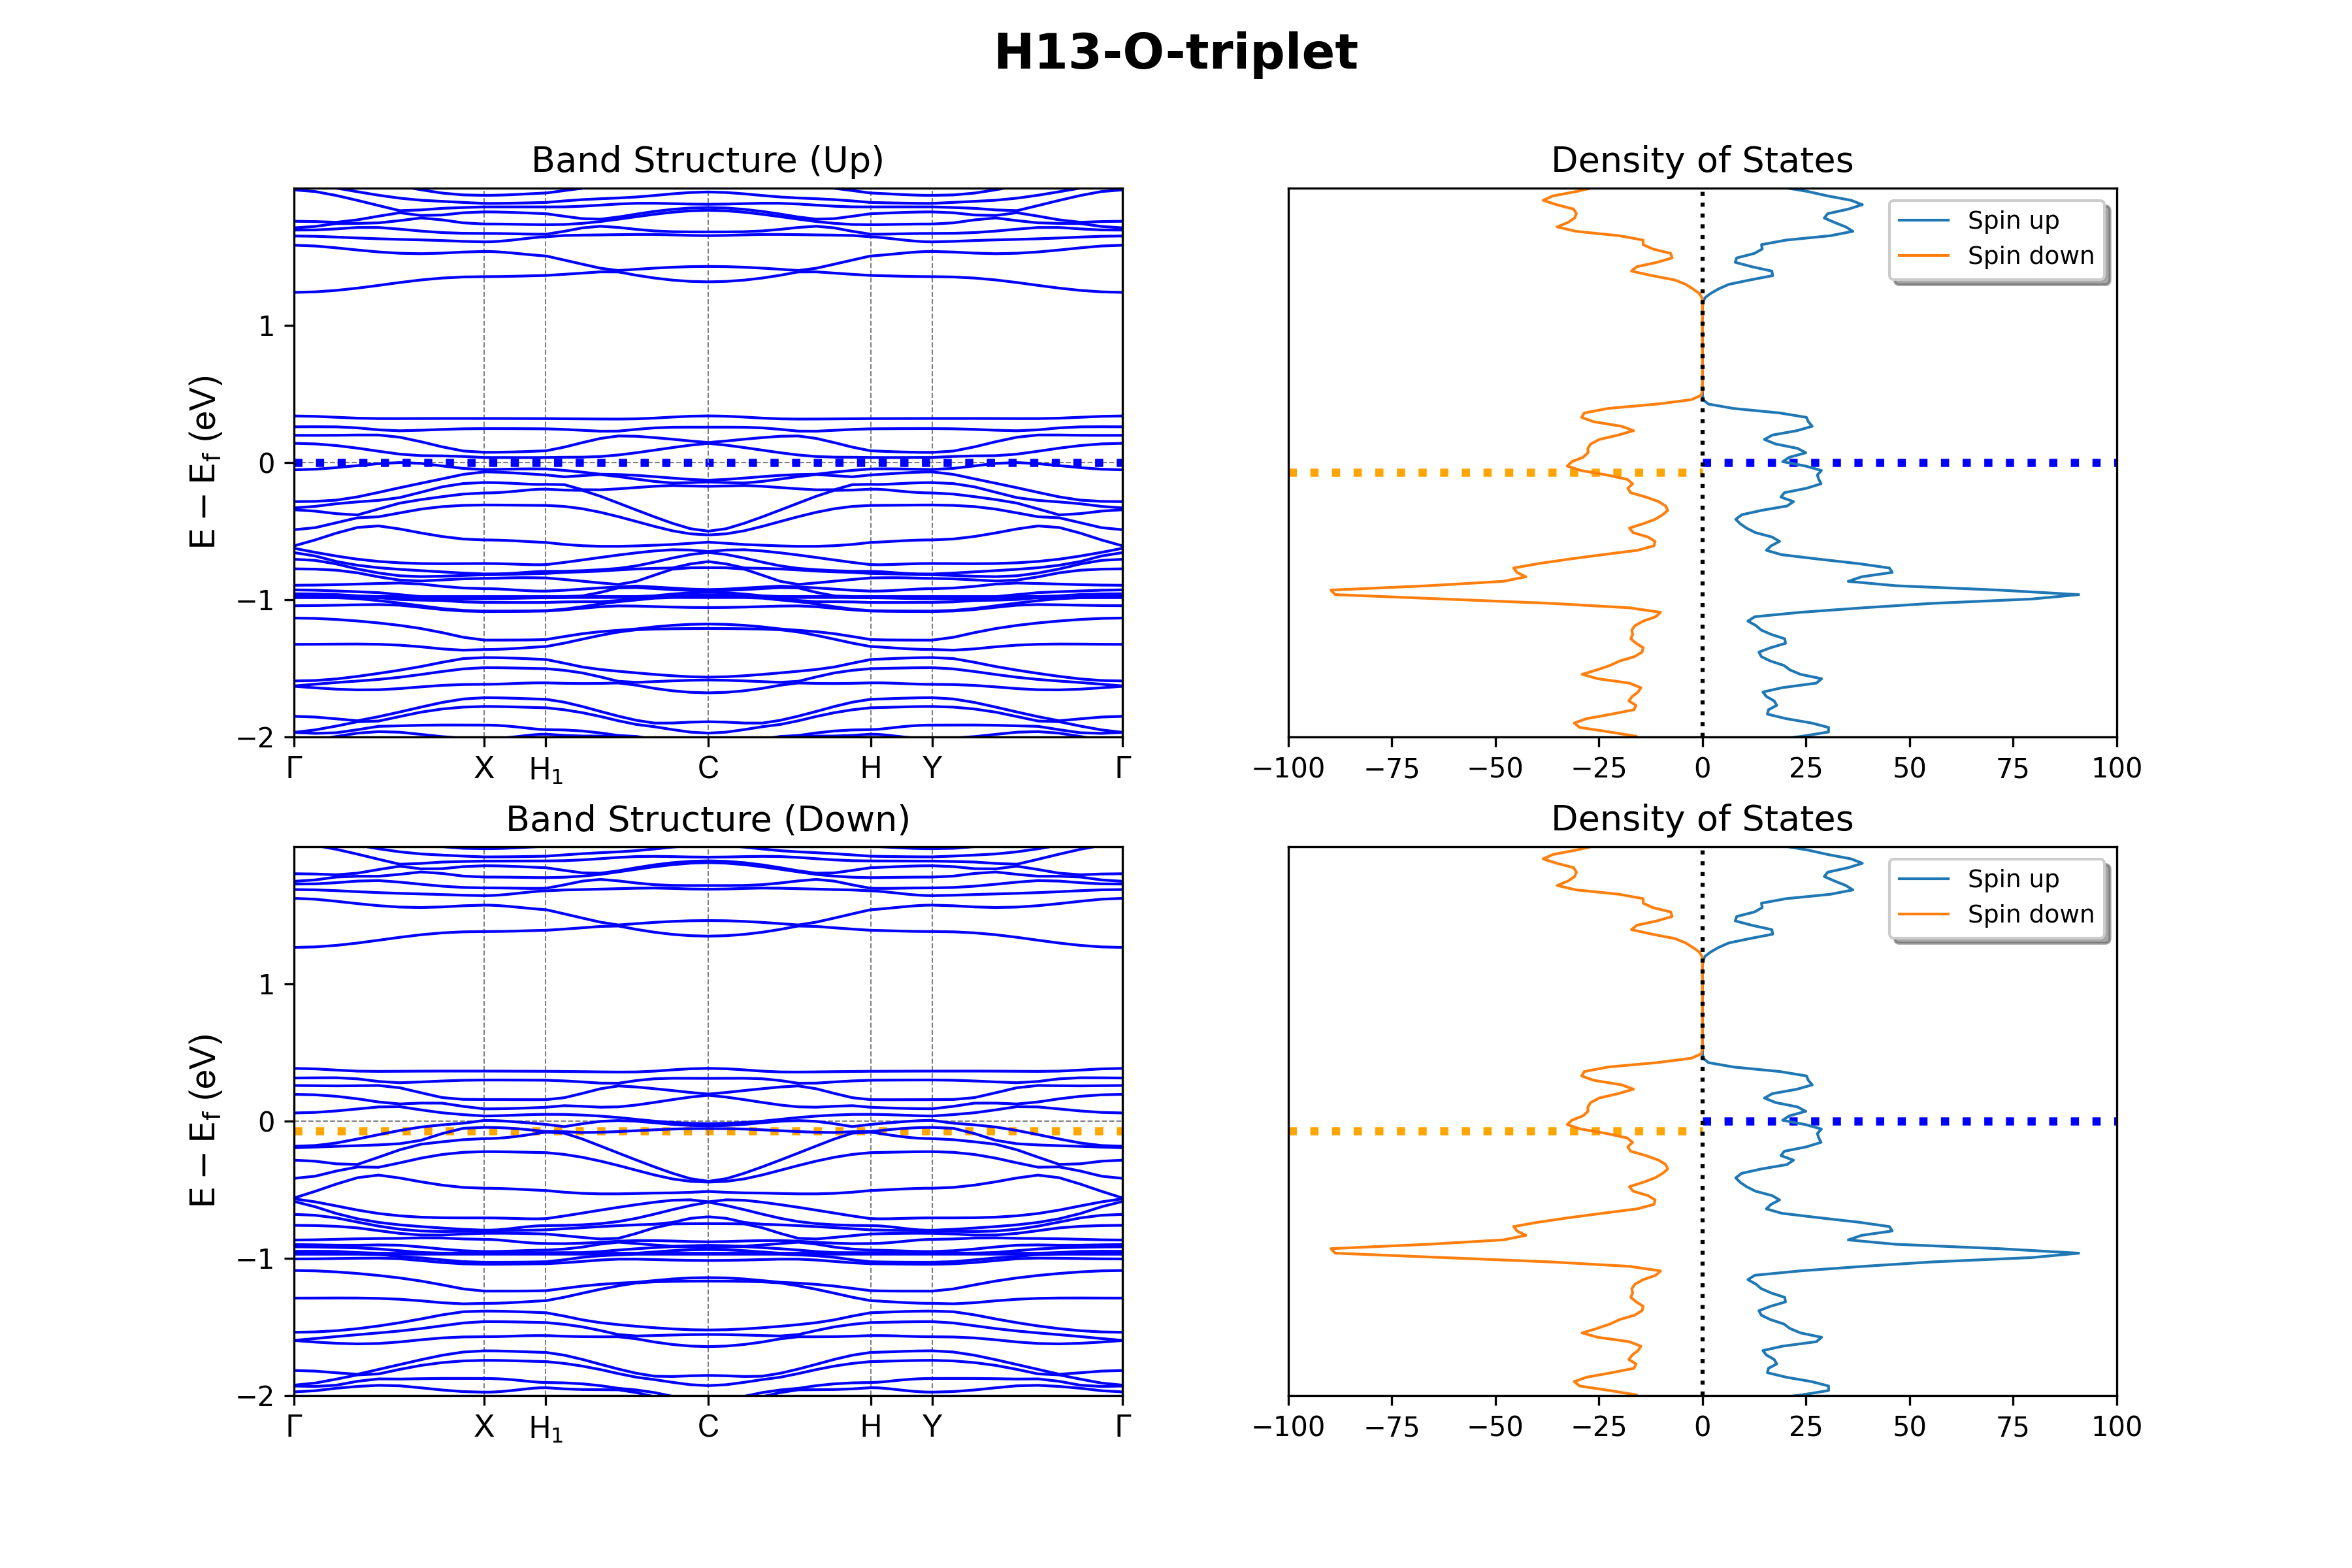 H13-O-triplet
Band Structure (Up)
Density of States
E − E_f (eV)
1
0
−1
−2
Γ X H₁ C H Y Γ
Spin up
Spin down
−100 −75 −50 −25 0 25 50 75 100
Band Structure (Down)
Density of States
E − E_f (eV)
1
0
−1
−2
Γ X H₁ C H Y Γ
Spin up
Spin down
−100 −75 −50 −25 0 25 50 75 100